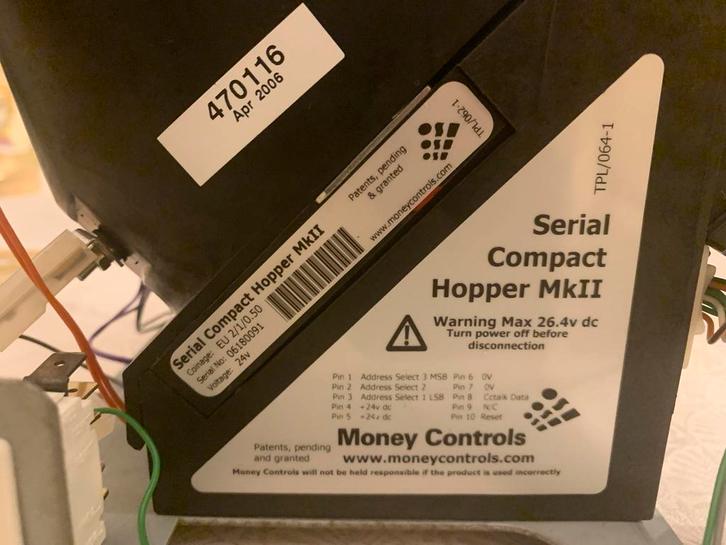 470116
Apr 2006
TPL/062-1
Patents, pending
& granted
www.moneycontrols.com
Serial Compact Hopper MkII
Coinage: EU 2/1/0.50
Serial No: 06180091
Voltage: 24v
TPL/064-1
Serial
Compact
Hopper MkII
Warning Max 26.4v dc
Turn power off before
disconnection
Pin 1 Address Select 3 MSB Pin 6 0V
Pin 2 Address Select 2 Pin 7 0V
Pin 3 Address Select 1 LSB Pin 8 Cctalk Data
Pin 4 +24v dc Pin 9 N/C
Pin 5 +24v dc Pin 10 Reset
Patents, pending
and granted
Money Controls
www.moneycontrols.com
Money Controls will not be held responsible if the product is used incorrectly